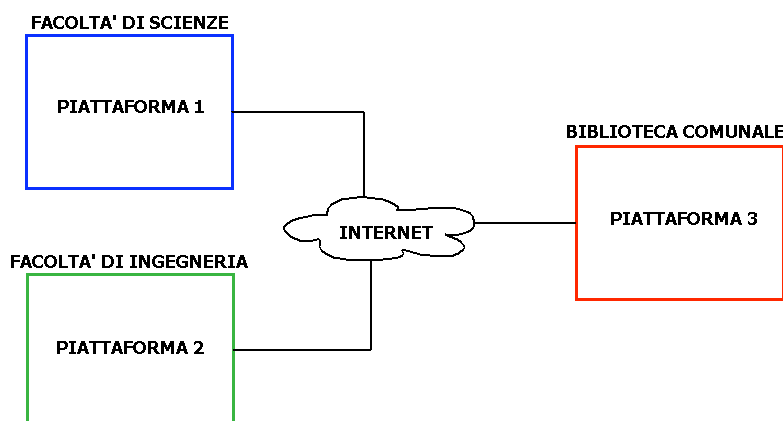 FACOLTA' DI SCIENZE
PIATTAFORMA 1
BIBLIOTECA COMUNALE
PIATTAFORMA 3
INTERNET
FACOLTA' DI INGEGNERIA
PIATTAFORMA 2